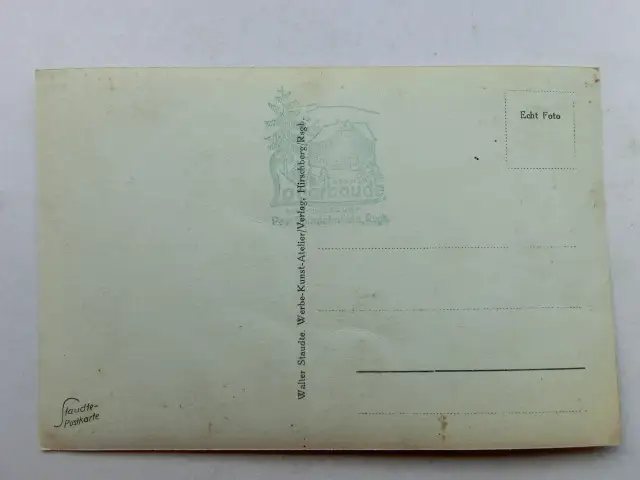 Echt Foto
Walter Staudte. Werbe-Kunst-Atelier/Verlag, Hirschberg/Rsgb.
Staudte-
Postkarte